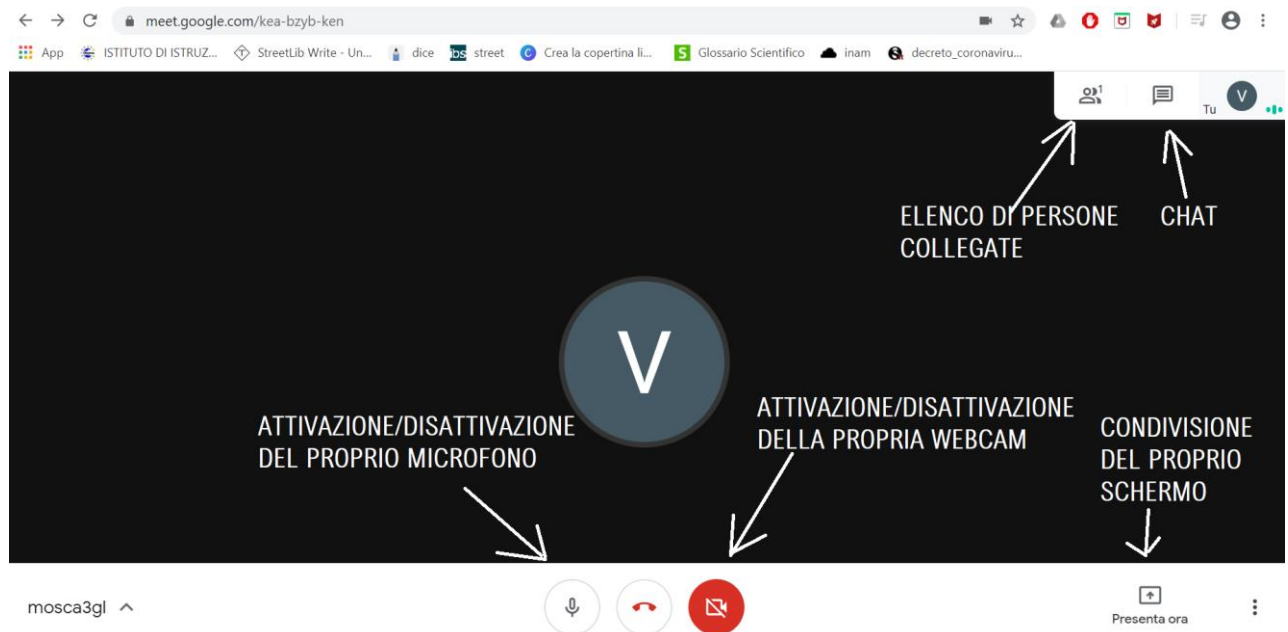 meet.google.com/kea-bzyb-ken
App ISTITUTO DI ISTRUZ... StreetLib Write - Un... dice ibs street Crea la copertina li... S Glossario Scientifico inam decreto_coronaviru...
1 Tu V
ELENCO DI PERSONE
COLLEGATE
CHAT
V
ATTIVAZIONE/DISATTIVAZIONE
DEL PROPRIO MICROFONO
ATTIVAZIONE/DISATTIVAZIONE
DELLA PROPRIA WEBCAM
CONDIVISIONE
DEL PROPRIO
SCHERMO
mosca3gl
Presenta ora